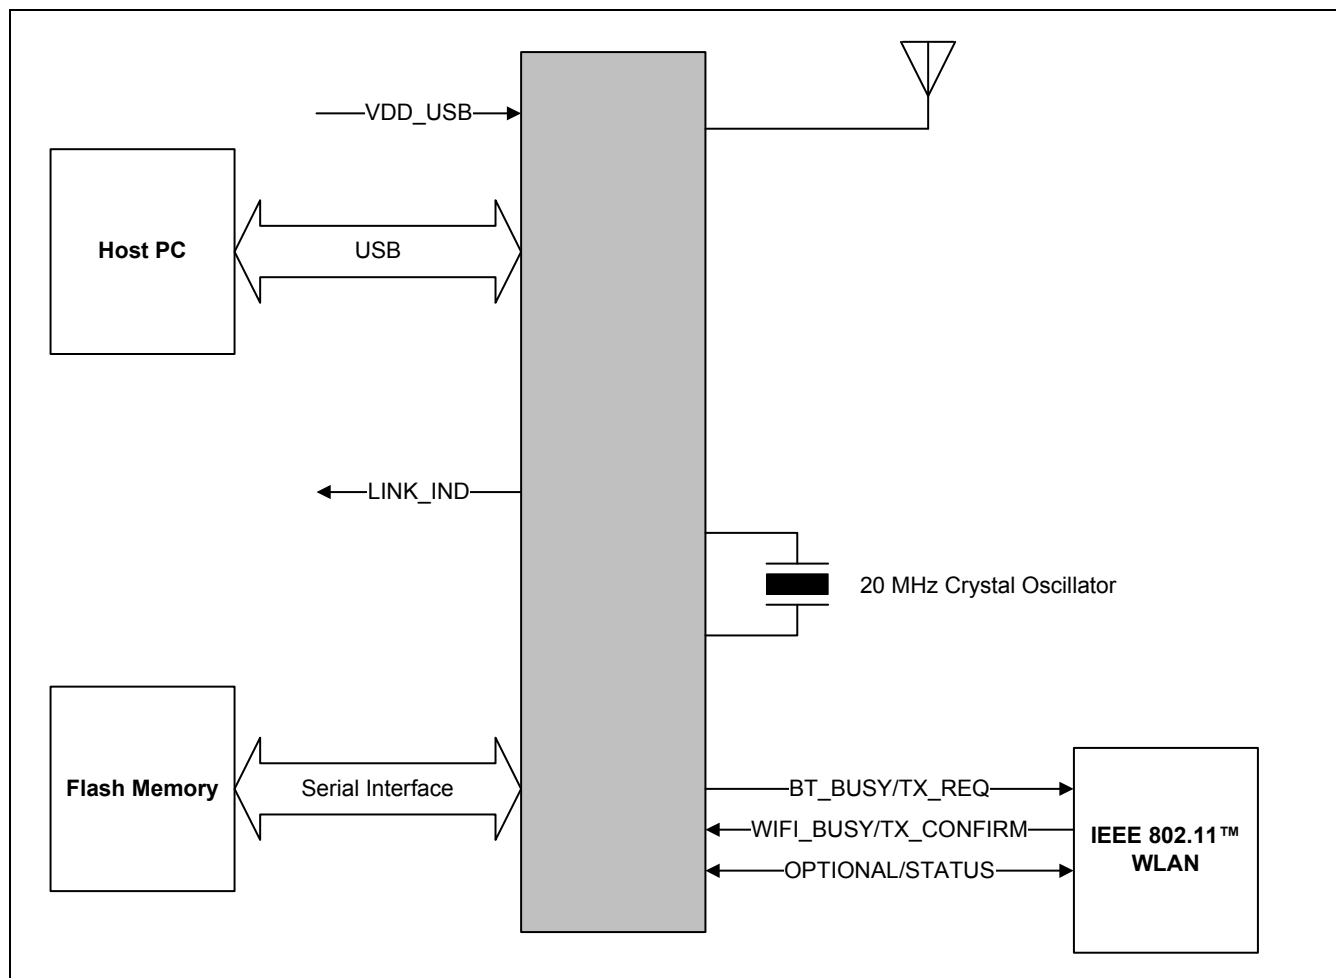 VDD_USB
Host PC
USB
LINK_IND
20 MHz Crystal Oscillator
Flash Memory
Serial Interface
BT_BUSY/TX_REQ
WIFI_BUSY/TX_CONFIRM
OPTIONAL/STATUS
IEEE 802.11™
WLAN